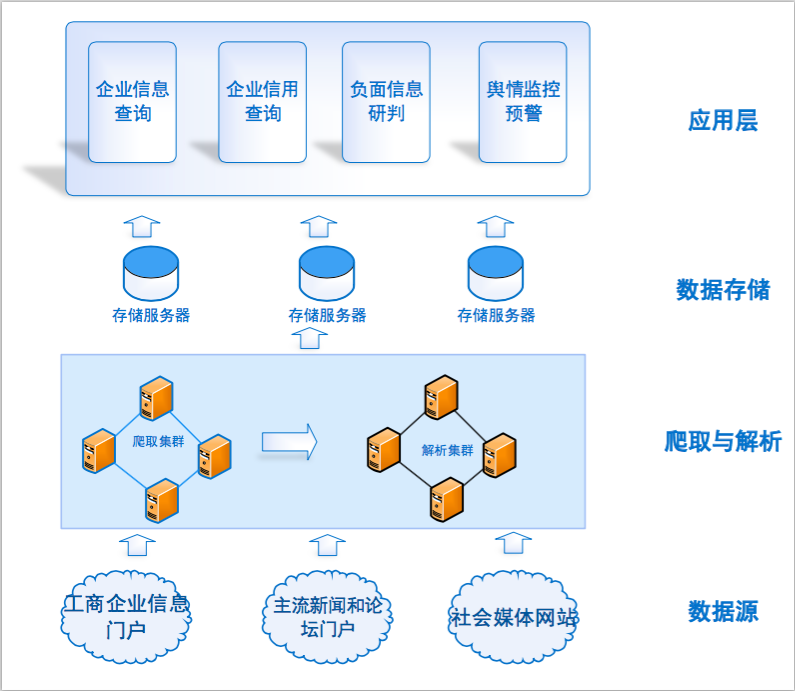 企业信息
查询
企业信用
查询
负面信息
研判
舆情监控
预警
应用层
存储服务器
存储服务器
存储服务器
数据存储
爬取集群
解析集群
爬取与解析
工商企业信息
门户
主流新闻和论
坛门户
社会媒体网站
数据源